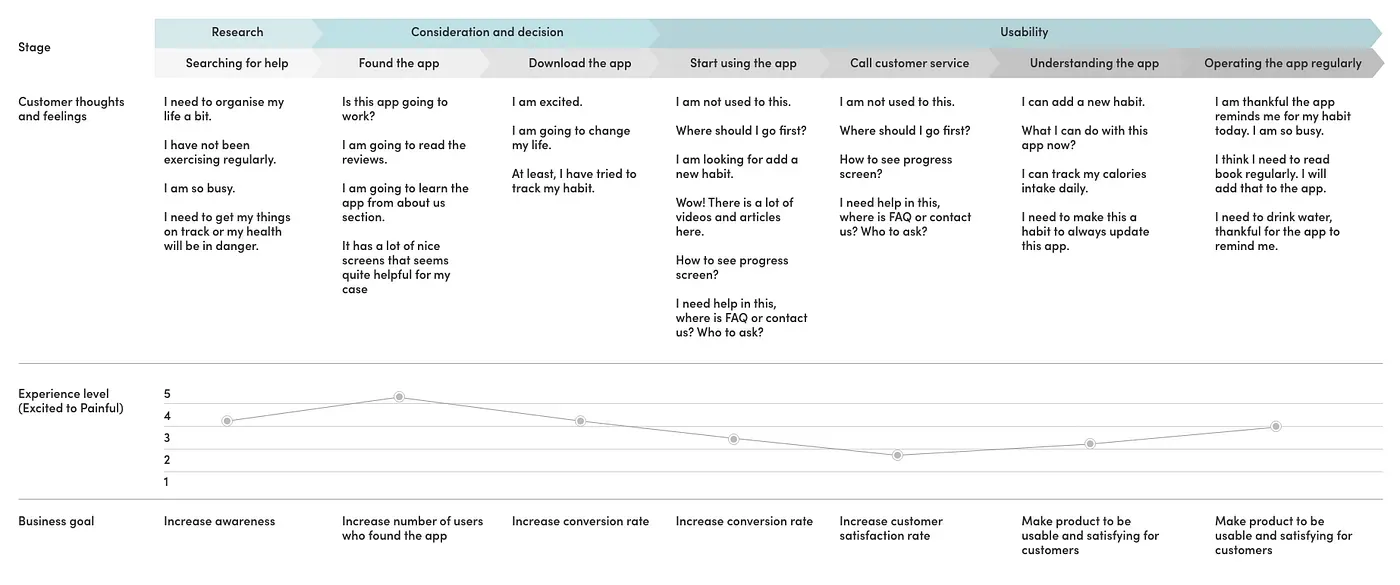 Stage
Research
Consideration and decision
Usability
Searching for help
Found the app
Download the app
Start using the app
Call customer service
Understanding the app
Operating the app regularly
Customer thoughts
and feelings
I need to organise my
life a bit.
I have not been
exercising regularly.
I am so busy.
I need to get my things
on track or my health
will be in danger.
Is this app going to
work?
I am going to read the
reviews.
I am going to learn the
app from about us
section.
It has a lot of nice
screens that seems
quite helpful for my
case
I am excited.
I am going to change
my life.
At least, I have tried to
track my habit.
I am not used to this.
Where should I go first?
I am looking for add a
new habit.
Wow! There is a lot of
videos and articles
here.
How to see progress
screen?
I need help in this,
where is FAQ or contact
us? Who to ask?
I am not used to this.
Where should I go first?
How to see progress
screen?
I need help in this,
where is FAQ or contact
us? Who to ask?
I can add a new habit.
What I can do with this
app now?
I can track my calories
intake daily.
I need to make this a
habit to always update
this app.
I am thankful the app
reminds me for my habit
today. I am so busy.
I think I need to read
book regularly. I will
add that to the app.
I need to drink water,
thankful for the app to
remind me.
Experience level
(Excited to Painful)
5
4
3
2
1
Business goal
Increase awareness
Increase number of users
who found the app
Increase conversion rate
Increase conversion rate
Increase customer
satisfaction rate
Make product to be
usable and satisfying for
customers
Make product to be
usable and satisfying for
customers